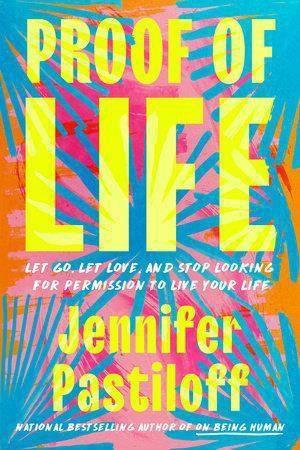 PROOF OF
LIFE
LET GO, LET LOVE, AND STOP LOOKING
FOR PERMISSION TO LIVE YOUR LIFE
Jennifer
Pastiloff
NATIONAL BESTSELLING AUTHOR OF ON BEING HUMAN